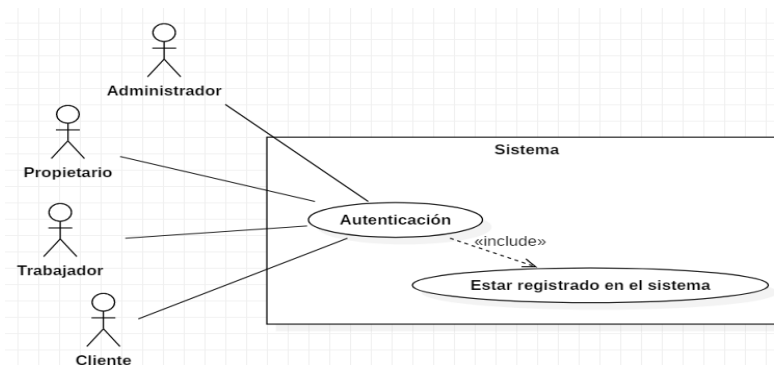 Administrador
Sistema
Propietario
Autenticación
«include»
Trabajador
Estar registrado en el sistema
Cliente